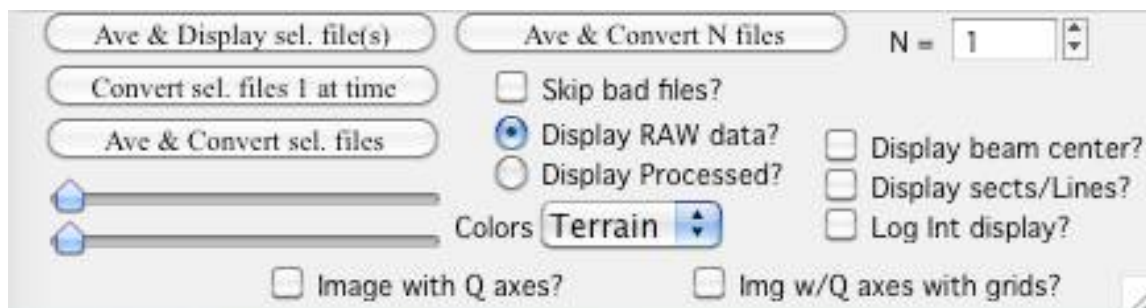 Ave & Display sel. file(s)
Ave & Convert N files
N = 1
Convert sel. files 1 at time
Skip bad files?
Ave & Convert sel. files
Display RAW data?
Display beam center?
Display Processed?
Display sects/Lines?
Colors Terrain
Log Int display?
Image with Q axes?
Img w/Q axes with grids?